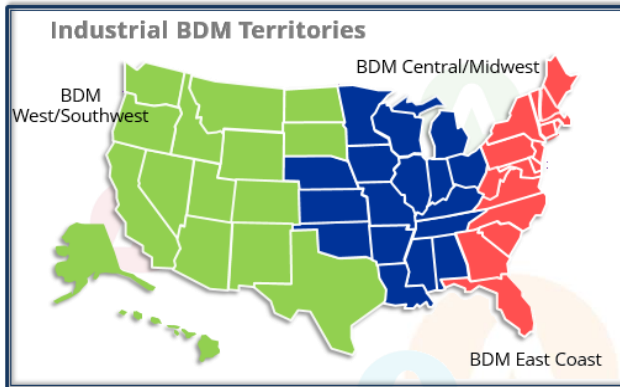 Industrial BDM Territories
BDM Central/Midwest
BDM
West/Southwest
BDM East Coast